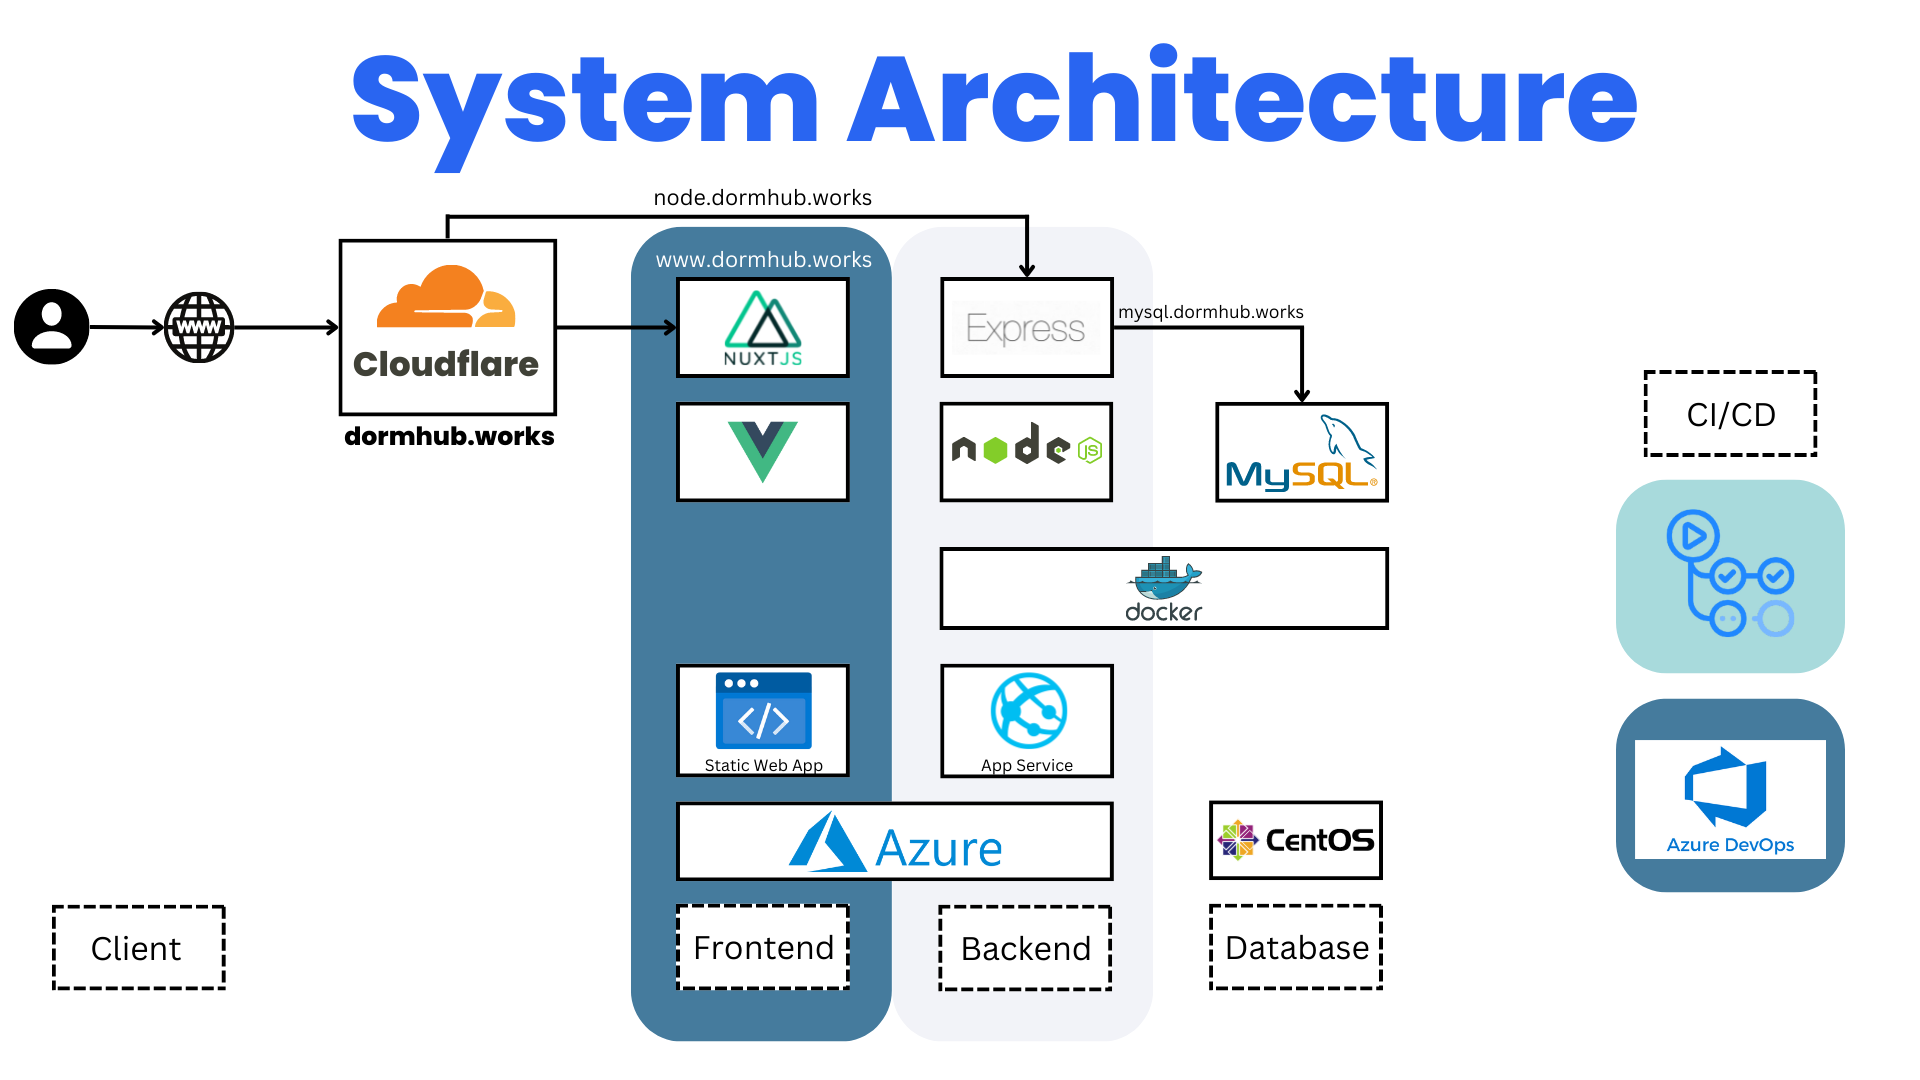 System Architecture
node.dormhub.works
www.dormhub.works
www
Cloudflare
dormhub.works
NUXTJS
Express
mysql.dormhub.works
node
JS
MySQL®
CI/CD
docker
Static Web App
App Service
Azure
CentOS
Azure DevOps
Client
Frontend
Backend
Database